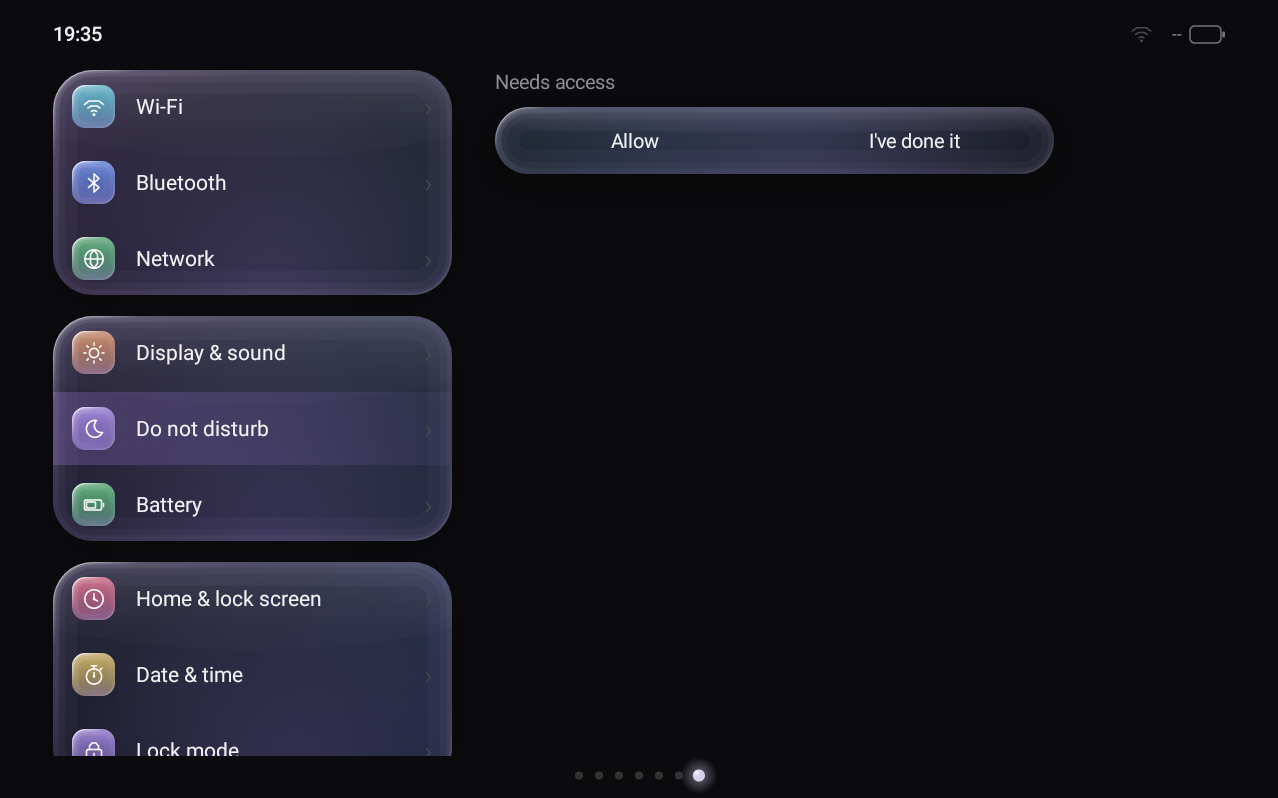 19:35
--
Wi-Fi
Bluetooth
Network
Display & sound
Do not disturb
Battery
Home & lock screen
Date & time
Lock mode
Needs access
Allow
I've done it